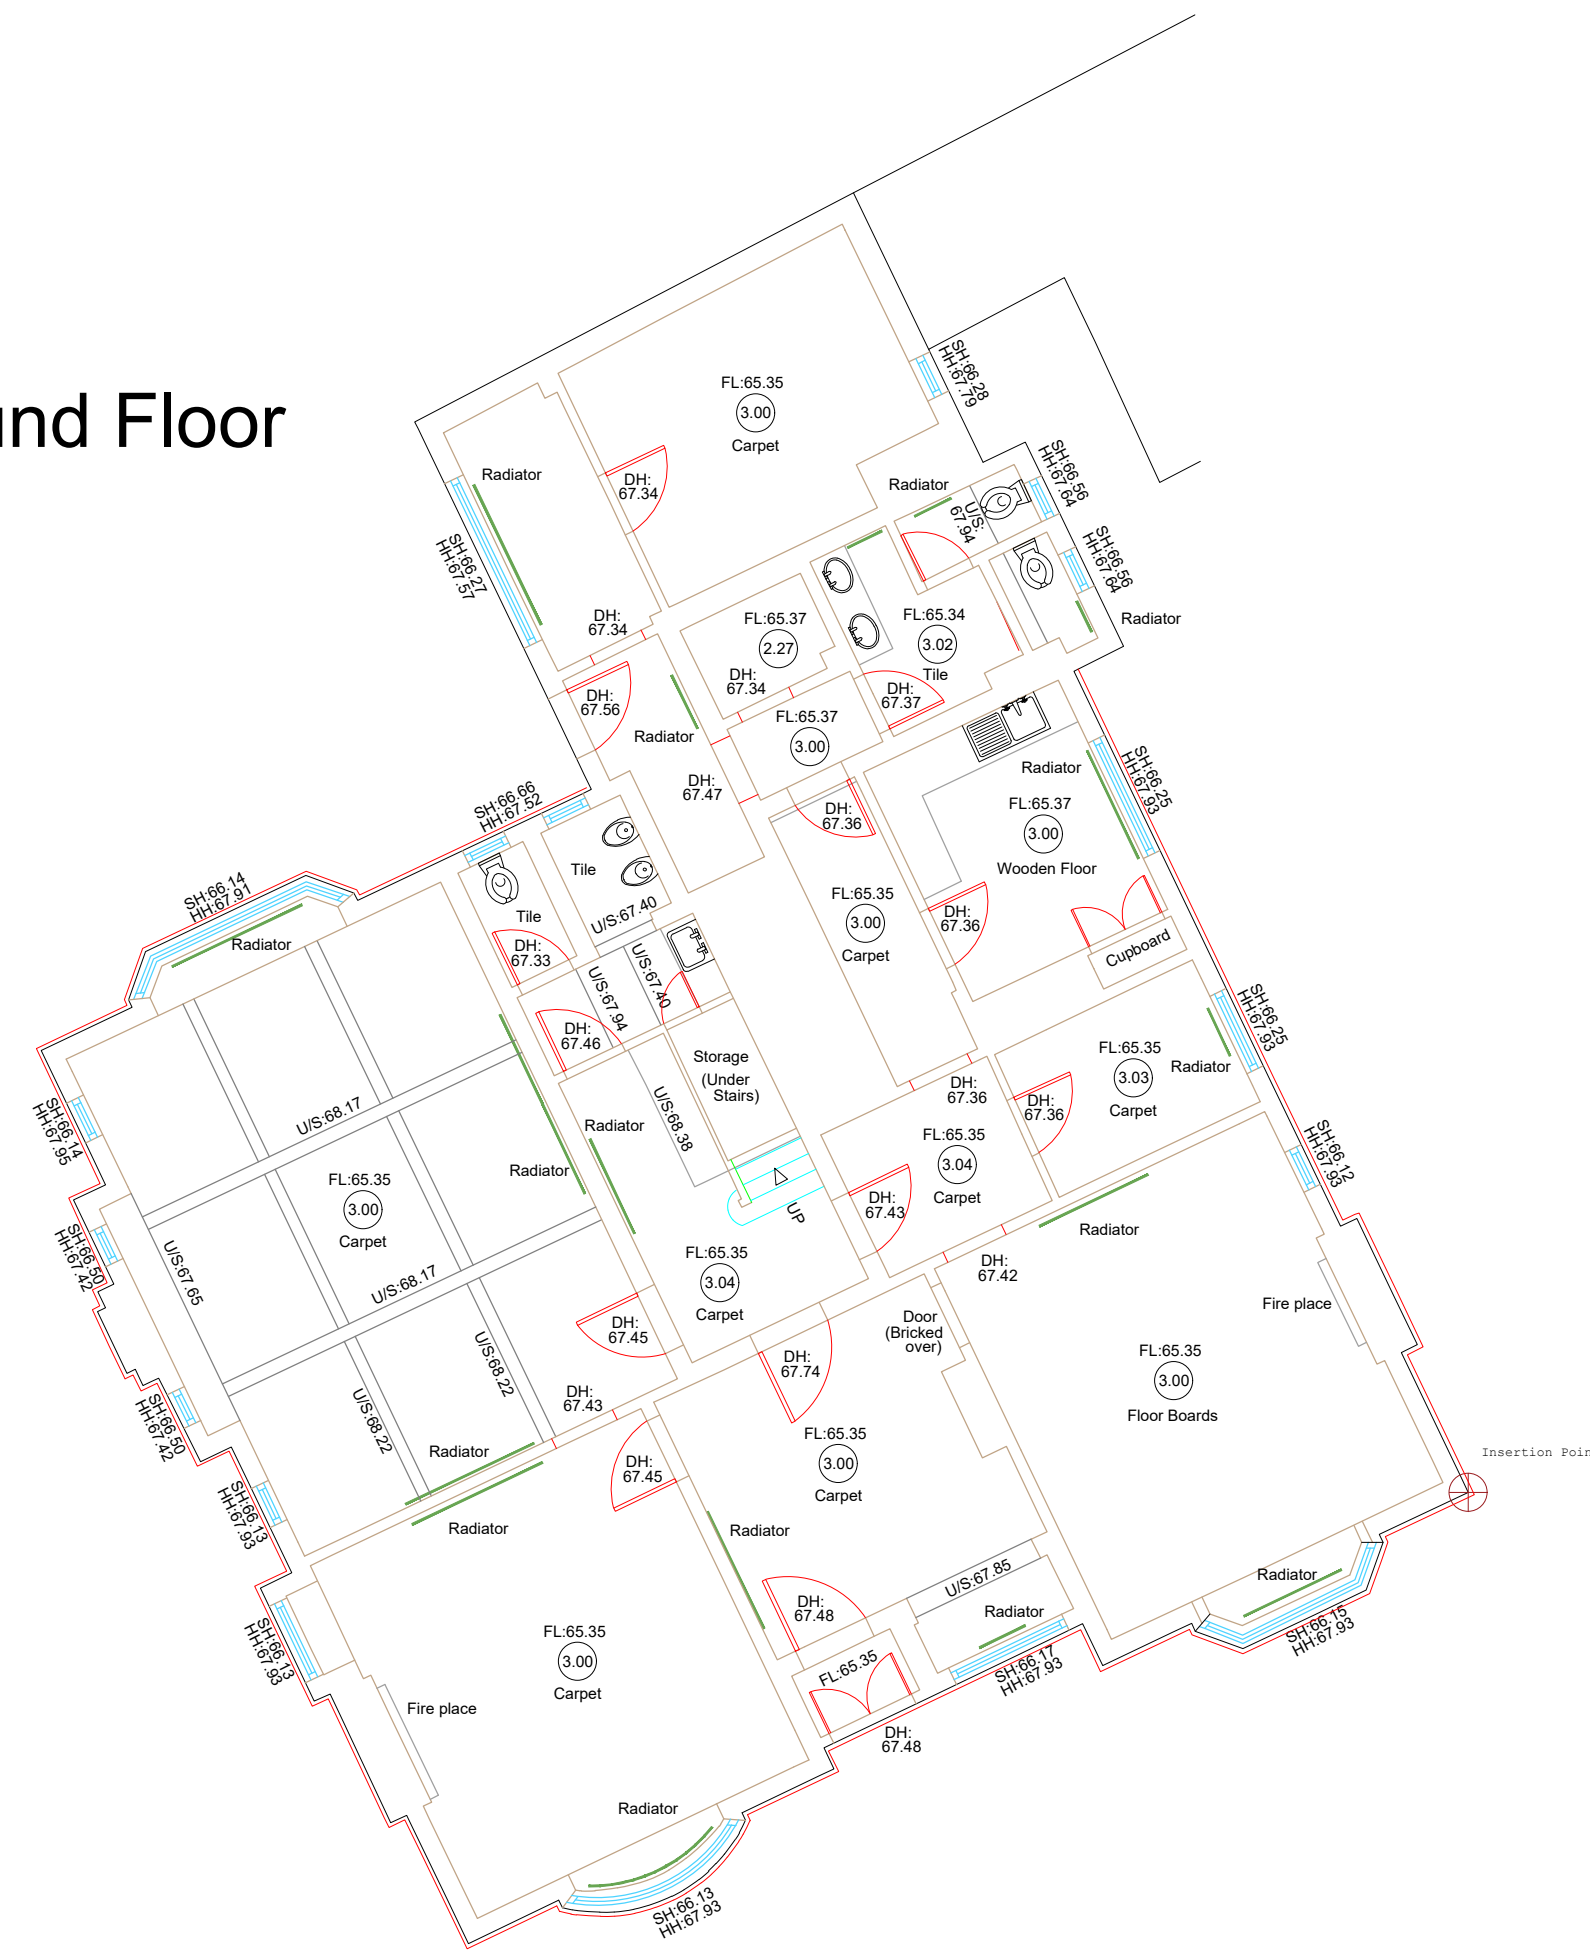 und Floor
FL:65.35
3.00
Carpet
SH:66.28
HH:67.79
Radiator
DH:
67.34
SH:66.27
HH:67.57
Radiator
U/S:
67.94
SH:66.56
HH:67.64
SH:66.56
HH:67.64
Radiator
DH:
67.34
FL:65.37
2.27
DH:
67.34
FL:65.34
3.02
Tile
DH:
67.37
DH:
67.56
Radiator
FL:65.37
3.00
DH:
67.47
DH:
67.36
Radiator
SH:66.25
HH:67.93
FL:65.37
3.00
Wooden Floor
SH:66.66
HH:67.52
Tile
U/S:67.40
Tile
DH:
67.33
SH:66.14
HH:67.91
Radiator
FL:65.35
3.00
Carpet
DH:
67.36
Cupboard
U/S:67.40
U/S:67.94
DH:
67.46
SH:66.25
HH:67.93
Radiator
Storage
(Under
Stairs)
FL:65.35
3.03
Carpet
DH:
67.36
DH:
67.36
SH:66.14
HH:67.95
U/S:68.17
Radiator
U/S:68.38
Radiator
FL:65.35
3.04
Carpet
SH:66.12
HH:67.93
FL:65.35
3.00
Carpet
DH:
67.43
UP
Radiator
SH:66.50
HH:67.42
U/S:67.65
U/S:68.17
FL:65.35
3.04
Carpet
DH:
67.42
Fire place
Door
(Bricked
over)
DH:
67.45
DH:
67.74
U/S:68.22
U/S:68.22
FL:65.35
3.00
Floor Boards
DH:
67.43
SH:66.50
HH:67.42
Radiator
DH:
67.45
FL:65.35
3.00
Carpet
Insertion Poin
SH:66.13
HH:67.93
Radiator
Radiator
U/S:67.85
Radiator
DH:
67.48
Radiator
SH:66.15
HH:67.93
SH:66.13
HH:67.93
FL:65.35
3.00
Carpet
FL:65.35
SH:66.17
HH:67.93
Fire place
DH:
67.48
Radiator
SH:66.13
HH:67.93